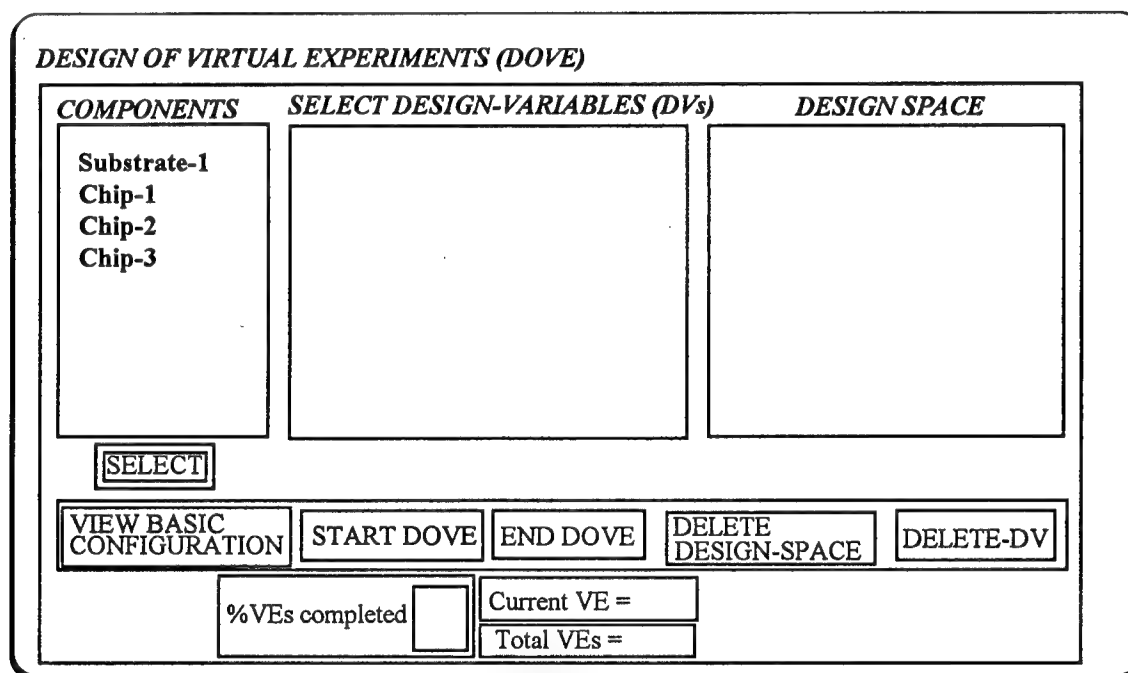 DESIGN OF VIRTUAL EXPERIMENTS (DOVE)
COMPONENTS
SELECT DESIGN-VARIABLES (DVs)
DESIGN SPACE
Substrate-1
Chip-1
Chip-2
Chip-3
SELECT
VIEW BASIC
CONFIGURATION
START DOVE
END DOVE
DELETE
DESIGN-SPACE
DELETE-DV
%VEs completed
Current VE =
Total VEs =